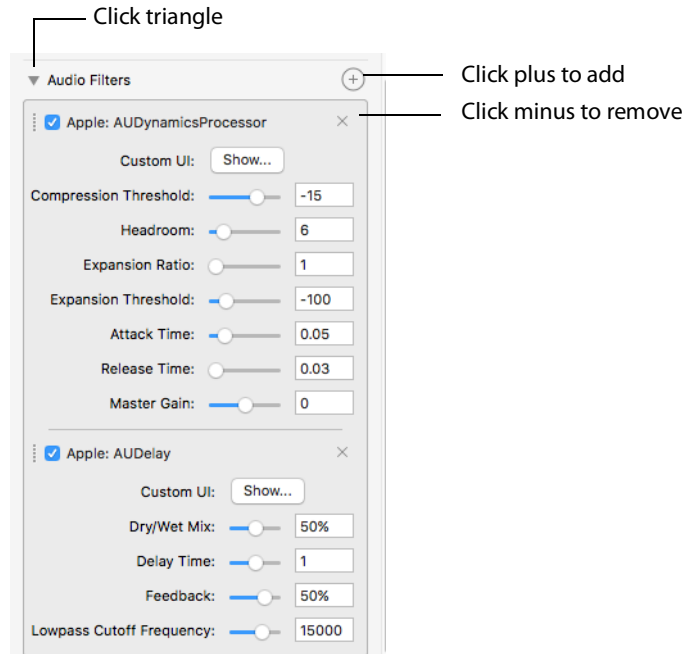 Click triangle
Audio Filters
Click plus to add
Apple: AUDynamicsProcessor
Click minus to remove
Custom UI: Show...
Compression Threshold: -15
Headroom: 6
Expansion Ratio: 1
Expansion Threshold: -100
Attack Time: 0.05
Release Time: 0.03
Master Gain: 0
Apple: AUDelay
Custom UI: Show...
Dry/Wet Mix: 50%
Delay Time: 1
Feedback: 50%
Lowpass Cutoff Frequency: 15000